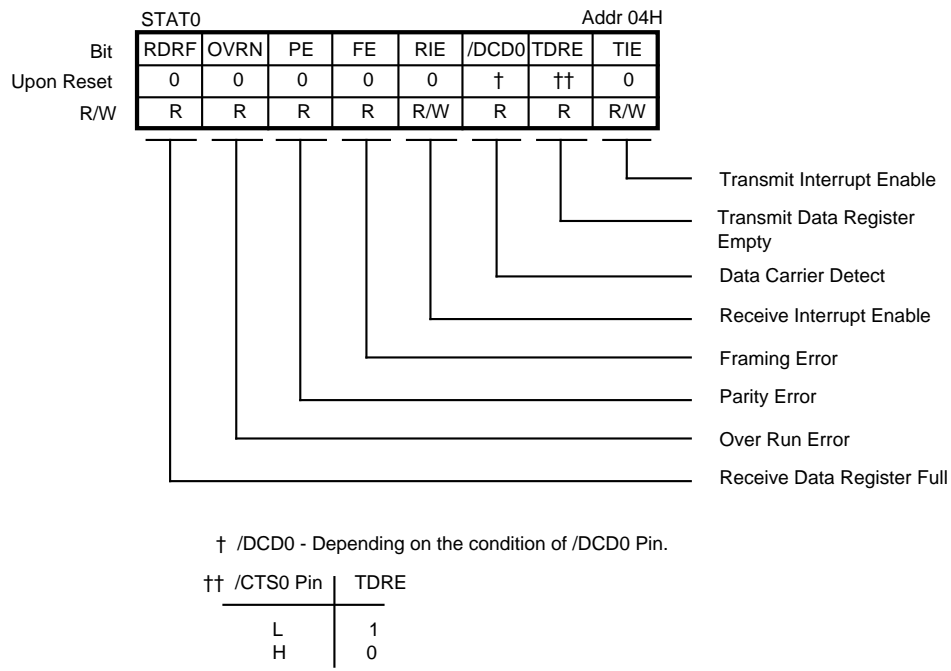 STAT0 Addr 04H
Bit RDRF OVRN PE FE RIE /DCD0 TDRE TIE
Upon Reset 0 0 0 0 0 † †† 0
R/W R R R R R/W R R R/W
Transmit Interrupt Enable
Transmit Data Register
Empty
Data Carrier Detect
Receive Interrupt Enable
Framing Error
Parity Error
Over Run Error
Receive Data Register Full
† /DCD0 - Depending on the condition of /DCD0 Pin.
†† /CTS0 Pin TDRE
L 1
H 0